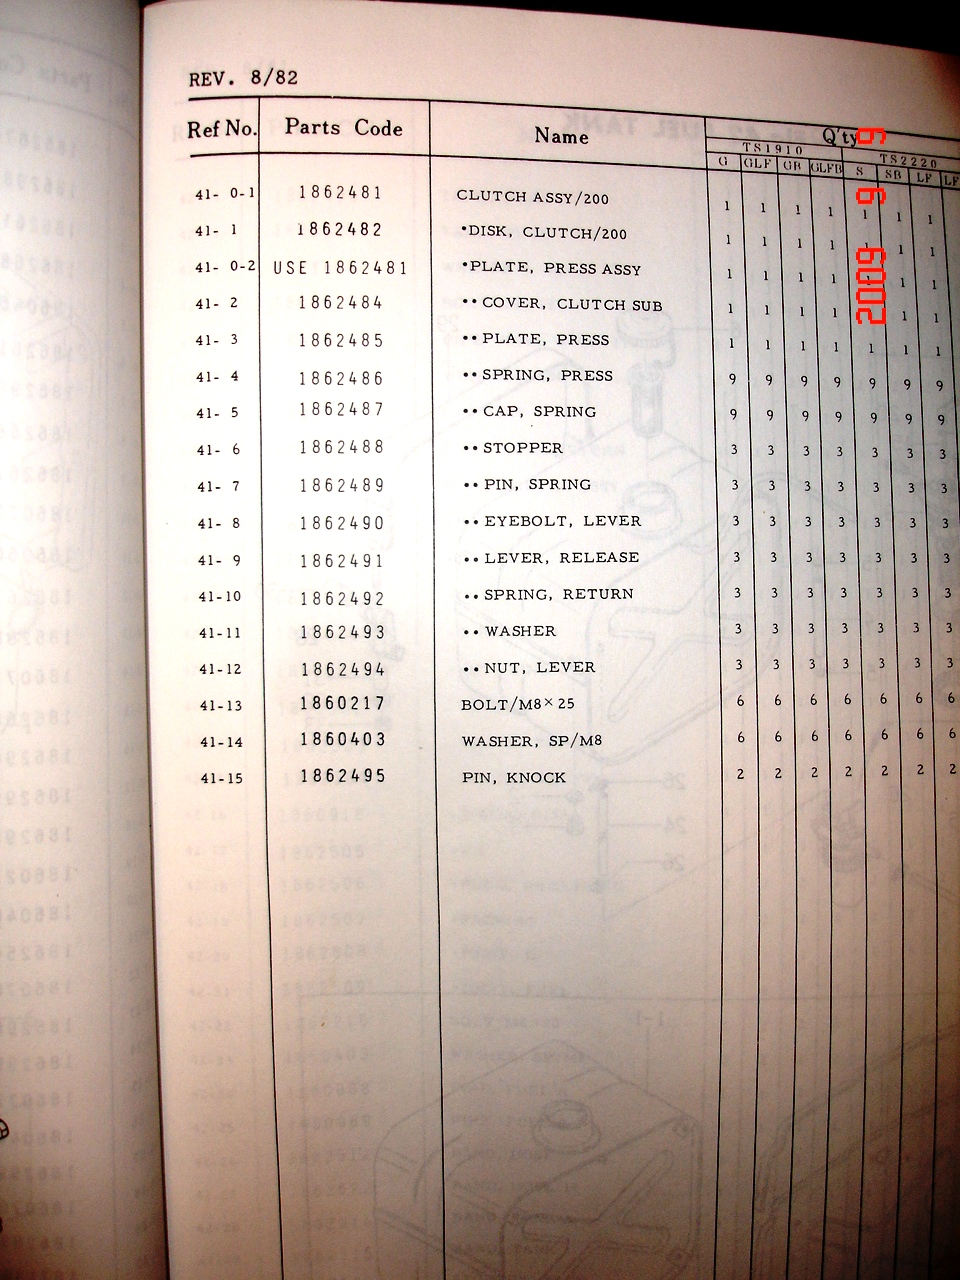 REV. 8/82
Ref No. Parts Code Name Q'ty
TS1910 TS2220
G GLF GB GLFB S SB LF LF
41- 0-1 1862481 CLUTCH ASSY/200 1 1 1 1 1 1 1
41- 1 1862482 •DISK, CLUTCH/200 1 1 1 1 1 1 1
41- 0-2 USE 1862481 •PLATE, PRESS ASSY 1 1 1 1 1 1 1
41- 2 1862484 ••COVER, CLUTCH SUB 1 1 1 1 1 1 1
41- 3 1862485 ••PLATE, PRESS 1 1 1 1 1 1 1
41- 4 1862486 ••SPRING, PRESS 9 9 9 9 9 9 9
41- 5 1862487 ••CAP, SPRING 9 9 9 9 9 9 9
41- 6 1862488 ••STOPPER 3 3 3 3 3 3 3
41- 7 1862489 ••PIN, SPRING 3 3 3 3 3 3 3
41- 8 1862490 ••EYEBOLT, LEVER 3 3 3 3 3 3 3
41- 9 1862491 ••LEVER, RELEASE 3 3 3 3 3 3 3
41-10 1862492 ••SPRING, RETURN 3 3 3 3 3 3 3
41-11 1862493 ••WASHER 3 3 3 3 3 3 3
41-12 1862494 ••NUT, LEVER 3 3 3 3 3 3 3
41-13 1860217 BOLT/M8×25 6 6 6 6 6 6 6
41-14 1860403 WASHER, SP/M8 6 6 6 6 6 6 6
41-15 1862495 PIN, KNOCK 2 2 2 2 2 2 2
2009 9 9